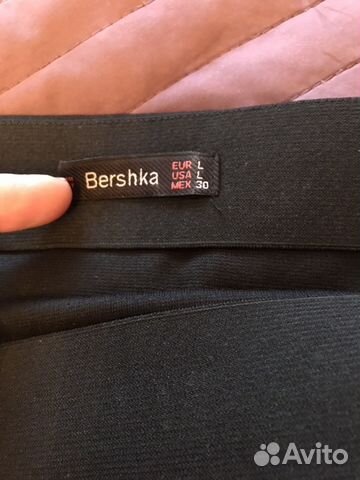 Bershka
EUR L
USA L
MEX 30
Avito